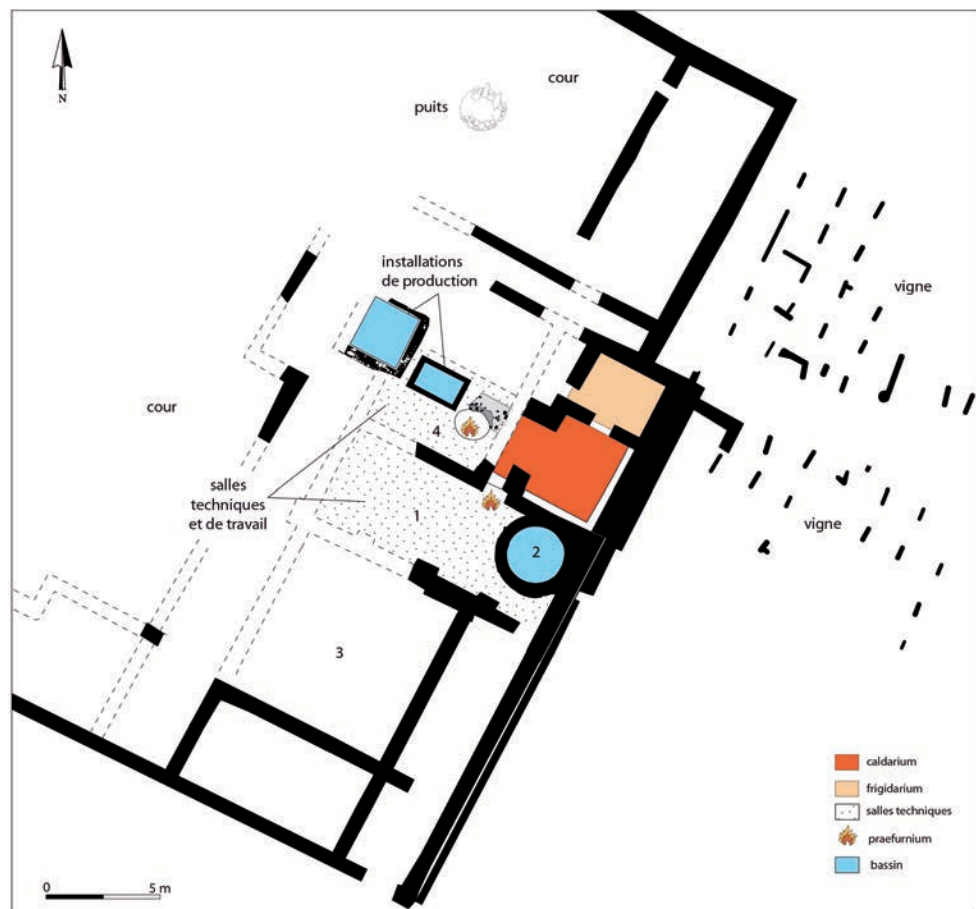 N
cour
puits
installations
de production
vigne
cour
4
salles
techniques
et de travail
1
2
vigne
3
caldarium
frigidarium
salles techniques
praefurnium
bassin
0 5 m